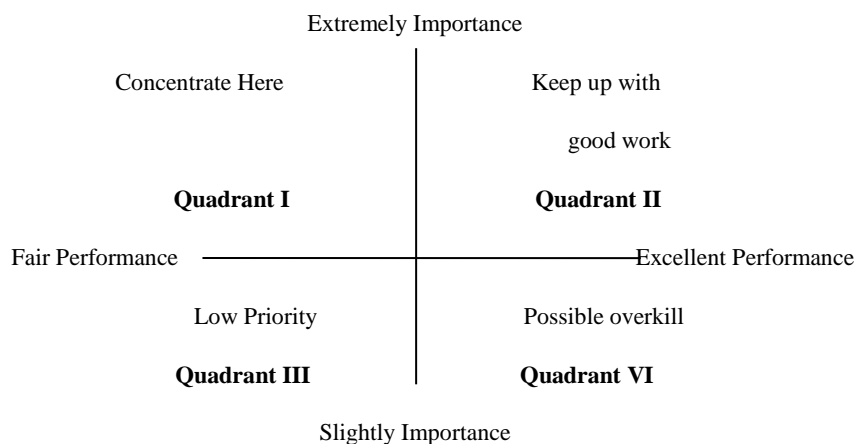 Extremely Importance
Concentrate Here
Keep up with
good work
Quadrant I
Quadrant II
Fair Performance
Excellent Performance
Low Priority
Possible overkill
Quadrant III
Quadrant VI
Slightly Importance